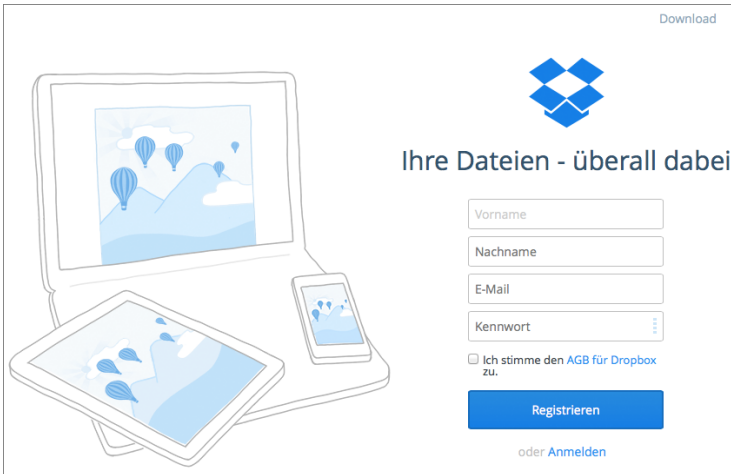 Download
Ihre Dateien - überall dabei
Vorname
Nachname
E-Mail
Kennwort
Ich stimme den AGB für Dropbox
zu.
Registrieren
oder Anmelden